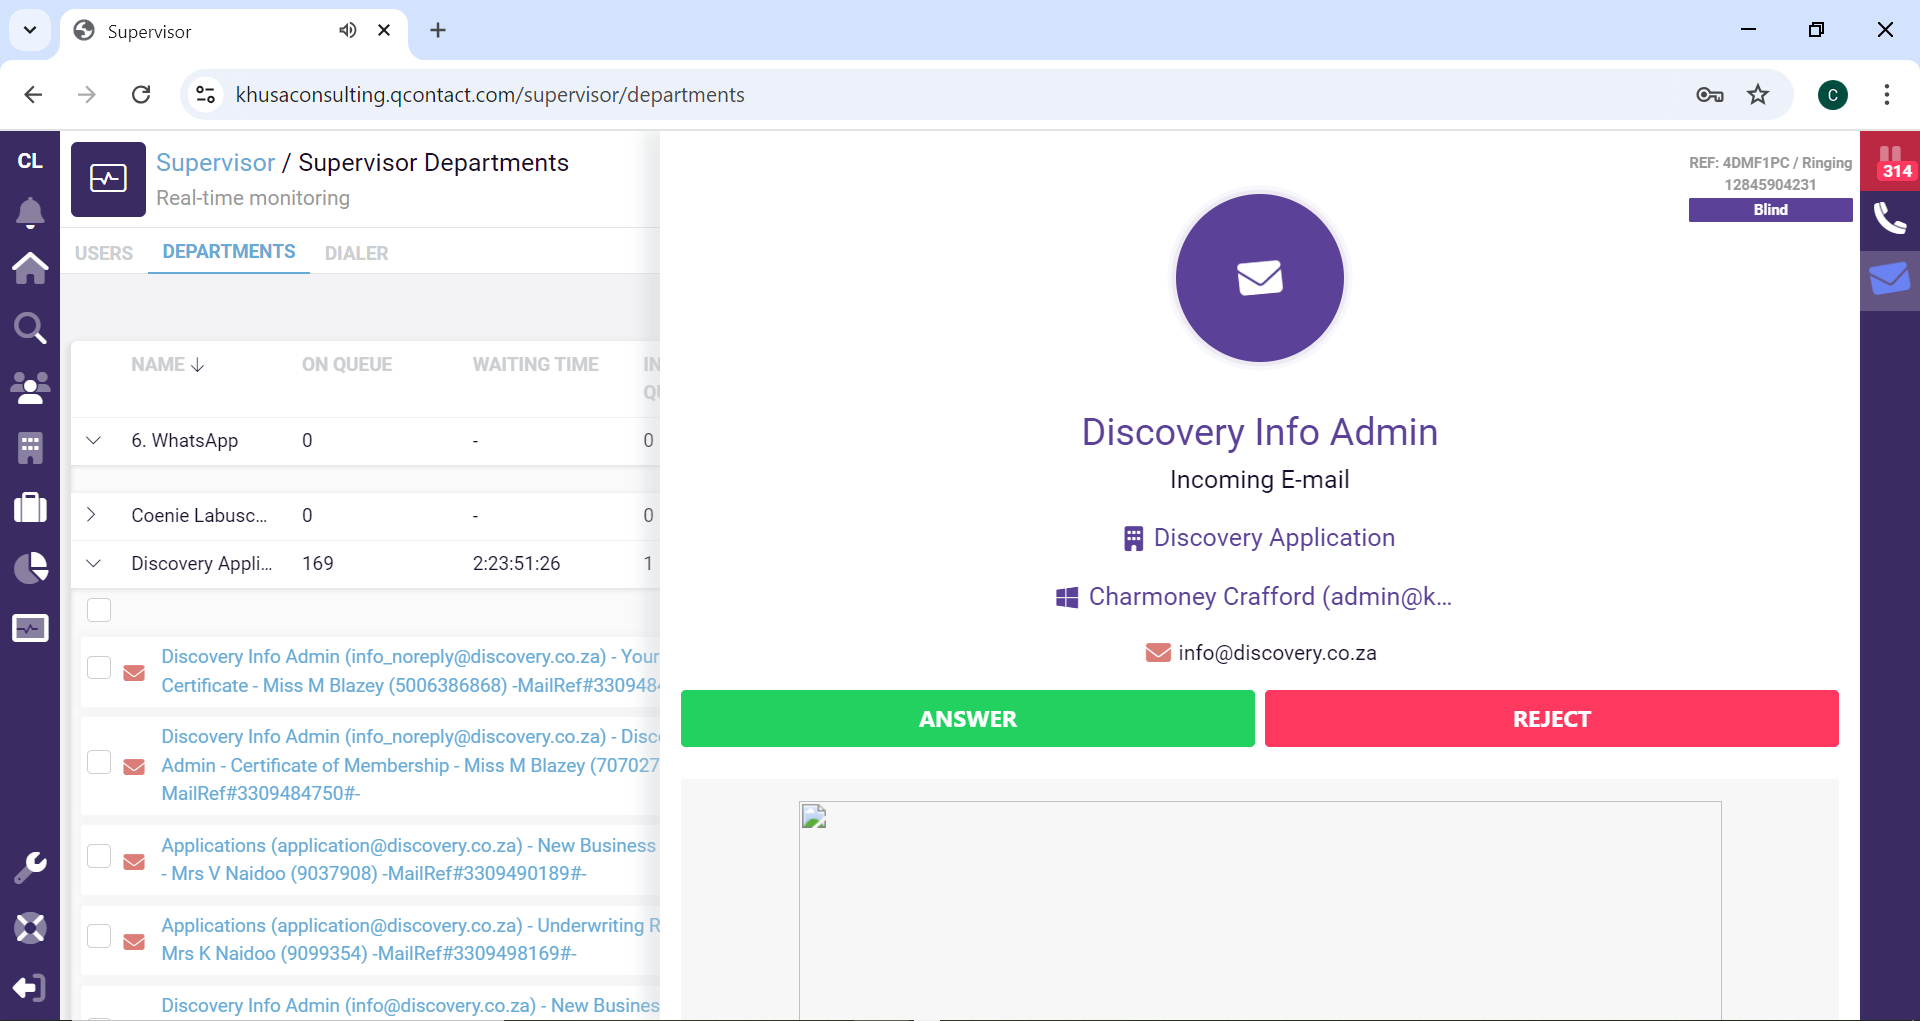 Supervisor
khusaconsulting.qcontact.com/supervisor/departments
C
CL
Supervisor / Supervisor Departments
Real-time monitoring
USERS
DEPARTMENTS
DIALER
NAME
ON QUEUE
WAITING TIME
IN
QU
6. WhatsApp
0
-
0
Coenie Labusc...
0
-
0
Discovery Appli...
169
2:23:51:26
1
Discovery Info Admin (info_noreply@discovery.co.za) - Your
Certificate - Miss M Blazey (5006386868) -MailRef#3309484
Discovery Info Admin (info_noreply@discovery.co.za) - Disc
Admin - Certificate of Membership - Miss M Blazey (707027
MailRef#3309484750#-
Applications (application@discovery.co.za) - New Business
- Mrs V Naidoo (9037908) -MailRef#3309490189#-
Applications (application@discovery.co.za) - Underwriting R
Mrs K Naidoo (9099354) -MailRef#3309498169#-
Discovery Info Admin (info@discovery.co.za) - New Busines
REF: 4DMF1PC / Ringing
12845904231
Blind
314
Discovery Info Admin
Incoming E-mail
Discovery Application
Charmoney Crafford (admin@k...
info@discovery.co.za
ANSWER
REJECT